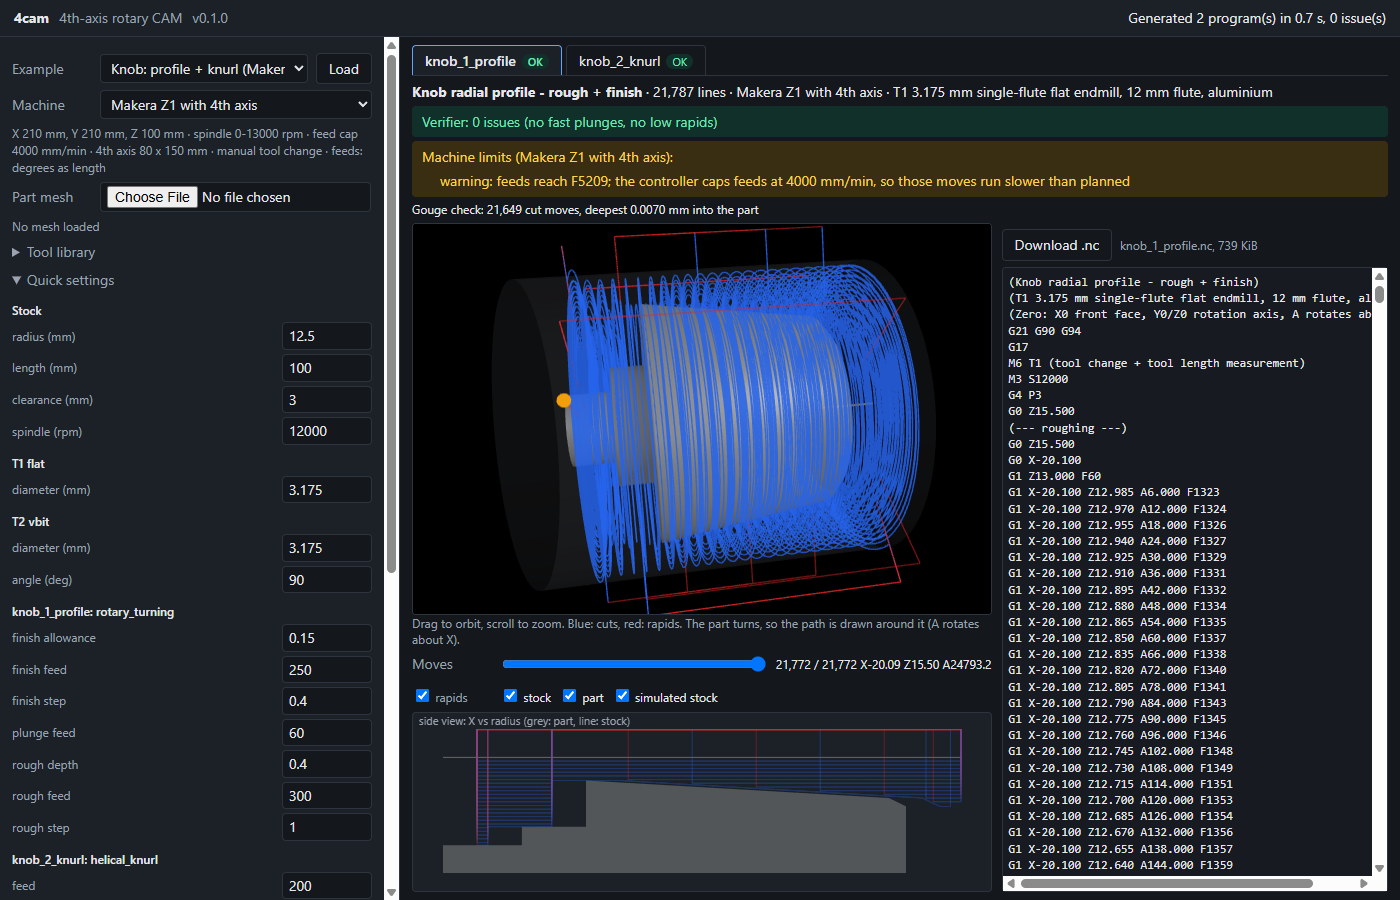 4cam 4th-axis rotary CAM v0.1.0
Generated 2 program(s) in 0.7 s, 0 issue(s)
Example Knob: profile + knurl (Maker Load
Machine Makera Z1 with 4th axis
X 210 mm, Y 210 mm, Z 100 mm · spindle 0-13000 rpm · feed cap
4000 mm/min · 4th axis 80 x 150 mm · manual tool change · feeds:
degrees as length
Part mesh Choose File No file chosen
No mesh loaded
Tool library
Quick settings
Stock
radius (mm) 12.5
length (mm) 100
clearance (mm) 3
spindle (rpm) 12000
T1 flat
diameter (mm) 3.175
T2 vbit
diameter (mm) 3.175
angle (deg) 90
knob_1_profile: rotary_turning
finish allowance 0.15
finish feed 250
finish step 0.4
plunge feed 60
rough depth 0.4
rough feed 300
rough step 1
knob_2_knurl: helical_knurl
feed 200
knob_1_profile OK knob_2_knurl OK
Knob radial profile - rough + finish · 21,787 lines · Makera Z1 with 4th axis · T1 3.175 mm single-flute flat endmill, 12 mm flute, aluminium
Verifier: 0 issues (no fast plunges, no low rapids)
Machine limits (Makera Z1 with 4th axis):
warning: feeds reach F5209; the controller caps feeds at 4000 mm/min, so those moves run slower than planned
Gouge check: 21,649 cut moves, deepest 0.0070 mm into the part
Drag to orbit, scroll to zoom. Blue: cuts, red: rapids. The part turns, so the path is drawn around it (A rotates
about X).
Moves 21,772 / 21,772 X-20.09 Z15.50 A24793.2
rapids stock part simulated stock
side view: X vs radius (grey: part, line: stock)
Download .nc knob_1_profile.nc, 739 KiB
(Knob radial profile - rough + finish)
(T1 3.175 mm single-flute flat endmill, 12 mm flute, al
(Zero: X0 front face, Y0/Z0 rotation axis, A rotates ab
G21 G90 G94
G17
M6 T1 (tool change + tool length measurement)
M3 S12000
G4 P3
G0 Z15.500
(--- roughing ---)
G0 Z15.500
G0 X-20.100
G1 Z13.000 F60
G1 X-20.100 Z12.985 A6.000 F1323
G1 X-20.100 Z12.970 A12.000 F1324
G1 X-20.100 Z12.955 A18.000 F1326
G1 X-20.100 Z12.940 A24.000 F1327
G1 X-20.100 Z12.925 A30.000 F1329
G1 X-20.100 Z12.910 A36.000 F1331
G1 X-20.100 Z12.895 A42.000 F1332
G1 X-20.100 Z12.880 A48.000 F1334
G1 X-20.100 Z12.865 A54.000 F1335
G1 X-20.100 Z12.850 A60.000 F1337
G1 X-20.100 Z12.835 A66.000 F1338
G1 X-20.100 Z12.820 A72.000 F1340
G1 X-20.100 Z12.805 A78.000 F1341
G1 X-20.100 Z12.790 A84.000 F1343
G1 X-20.100 Z12.775 A90.000 F1345
G1 X-20.100 Z12.760 A96.000 F1346
G1 X-20.100 Z12.745 A102.000 F1348
G1 X-20.100 Z12.730 A108.000 F1349
G1 X-20.100 Z12.715 A114.000 F1351
G1 X-20.100 Z12.700 A120.000 F1353
G1 X-20.100 Z12.685 A126.000 F1354
G1 X-20.100 Z12.670 A132.000 F1356
G1 X-20.100 Z12.655 A138.000 F1357
G1 X-20.100 Z12.640 A144.000 F1359